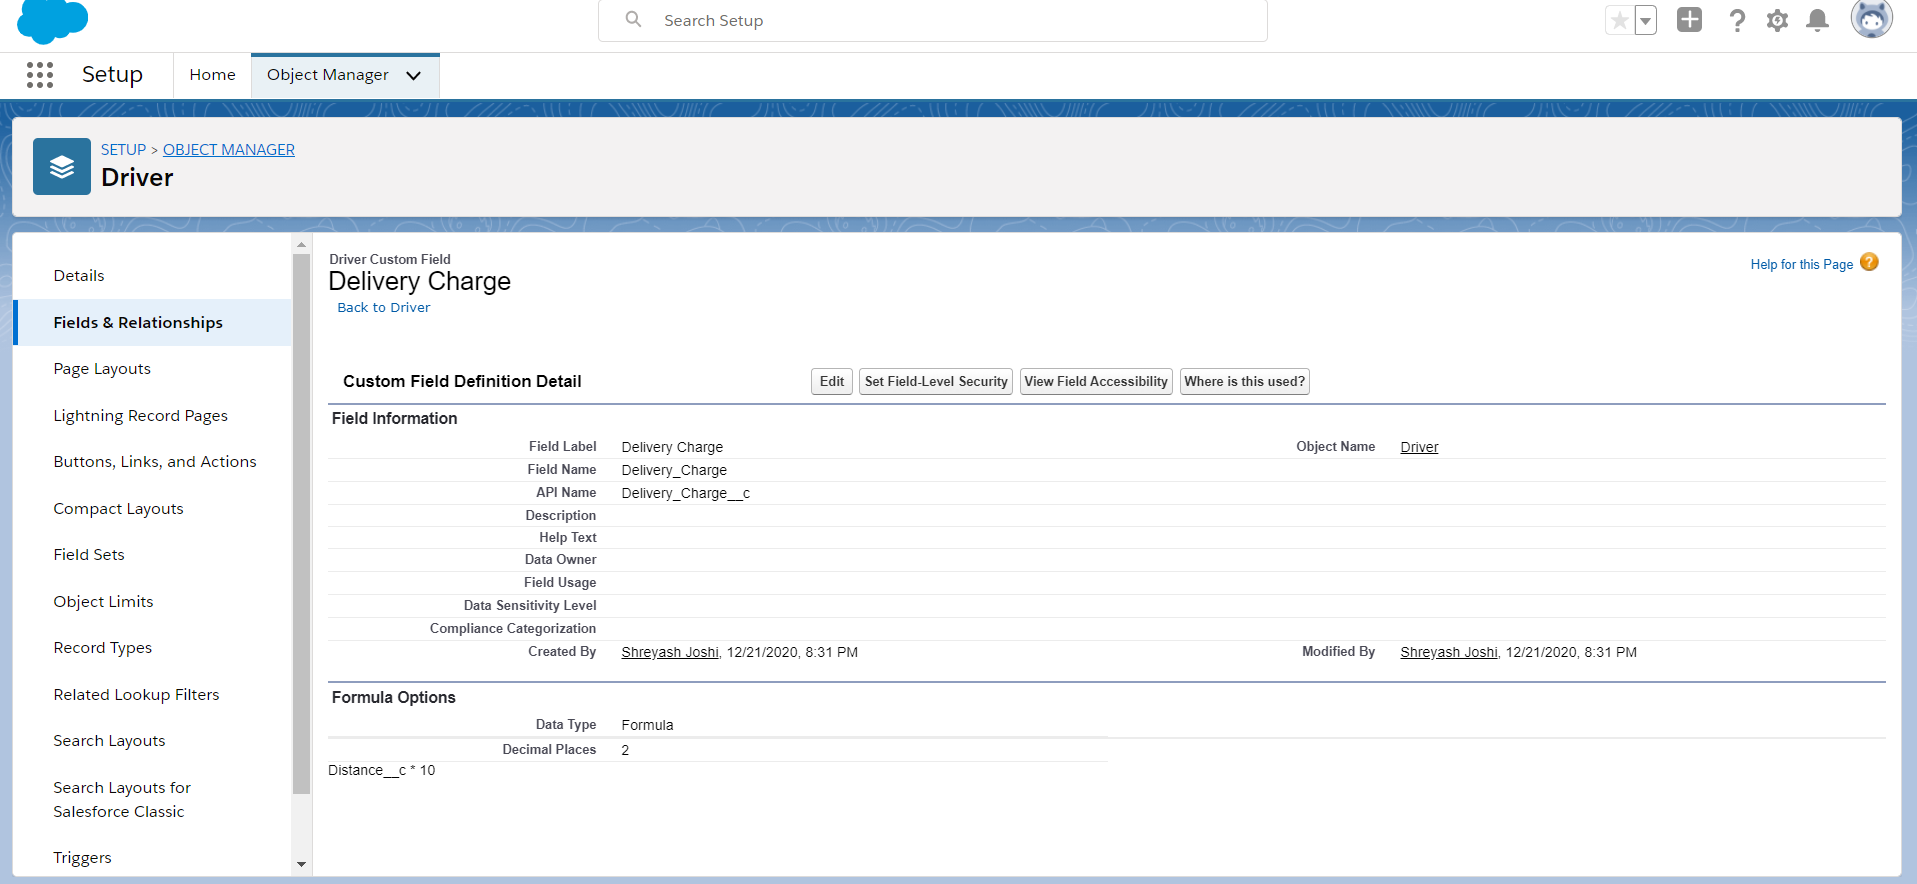 Search Setup
Setup
Home
Object Manager
SETUP > OBJECT MANAGER
Driver
Details
Fields & Relationships
Page Layouts
Lightning Record Pages
Buttons, Links, and Actions
Compact Layouts
Field Sets
Object Limits
Record Types
Related Lookup Filters
Search Layouts
Search Layouts for
Salesforce Classic
Triggers
Driver Custom Field
Delivery Charge
Back to Driver
Help for this Page ?
Custom Field Definition Detail
Edit
Set Field-Level Security
View Field Accessibility
Where is this used?
Field Information
Field Label Delivery Charge Object Name Driver
Field Name Delivery_Charge
API Name Delivery_Charge__c
Description
Help Text
Data Owner
Field Usage
Data Sensitivity Level
Compliance Categorization
Created By Shreyash Joshi, 12/21/2020, 8:31 PM Modified By Shreyash Joshi, 12/21/2020, 8:31 PM
Formula Options
Data Type Formula
Decimal Places 2
Distance__c * 10